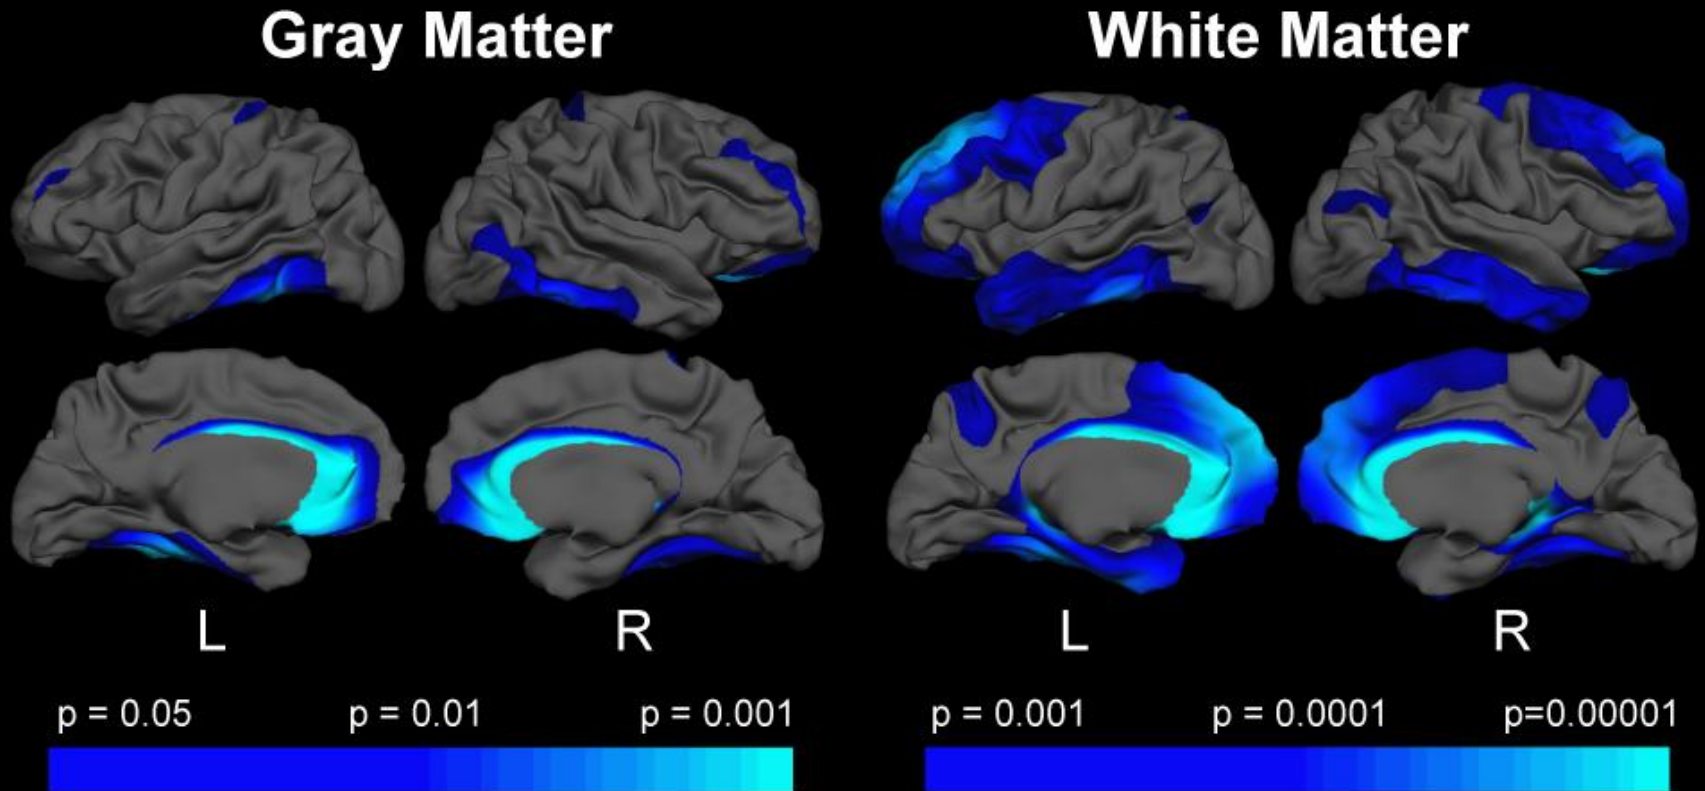 Gray Matter
White Matter
L
R
L
R
p = 0.05
p = 0.01
p = 0.001
p = 0.001
p = 0.0001
p=0.00001